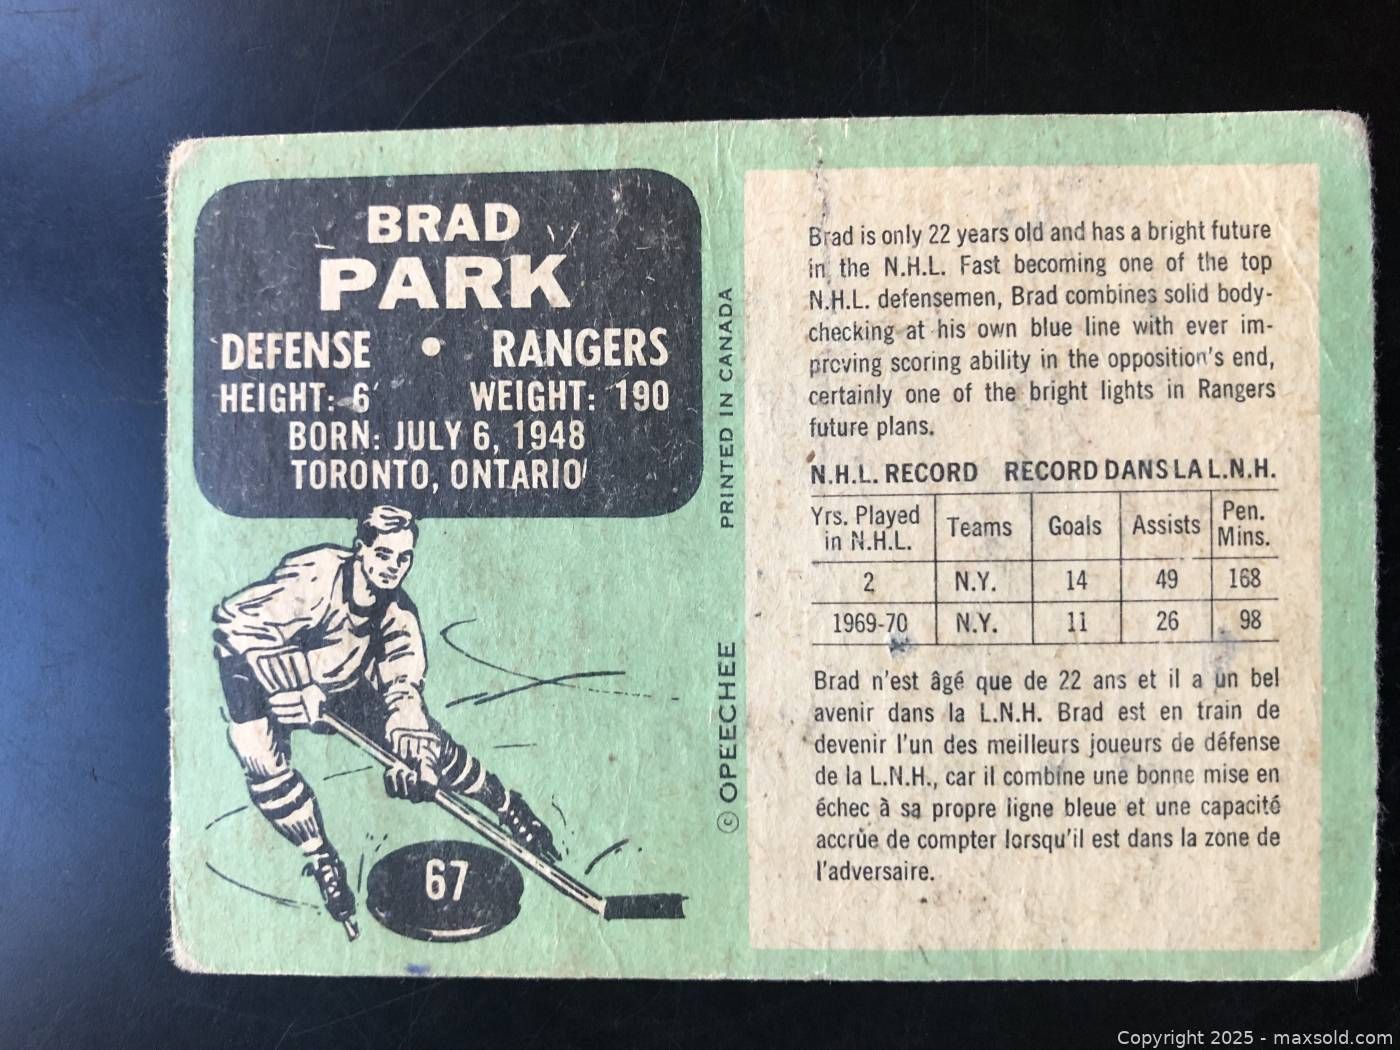 BRAD
PARK
DEFENSE • RANGERS
HEIGHT: 6' WEIGHT: 190
BORN: JULY 6, 1948
TORONTO, ONTARIO
67
© OPEECHEE PRINTED IN CANADA
Brad is only 22 years old and has a bright future
in the N.H.L. Fast becoming one of the top
N.H.L. defensemen, Brad combines solid body-
checking at his own blue line with ever im-
proving scoring ability in the opposition's end,
certainly one of the bright lights in Rangers
future plans.
N.H.L. RECORD RECORD DANS LA L.N.H.
Yrs. Played in N.H.L. Teams Goals Assists Pen. Mins.
2 N.Y. 14 49 168
1969-70 N.Y. 11 26 98
Brad n'est âgé que de 22 ans et il a un bel
avenir dans la L.N.H. Brad est en train de
devenir l'un des meilleurs joueurs de défense
de la L.N.H., car il combine une bonne mise en
échec à sa propre ligne bleue et une capacité
accrûe de compter lorsqu'il est dans la zone de
l'adversaire.
Copyright 2025 - maxsold.com